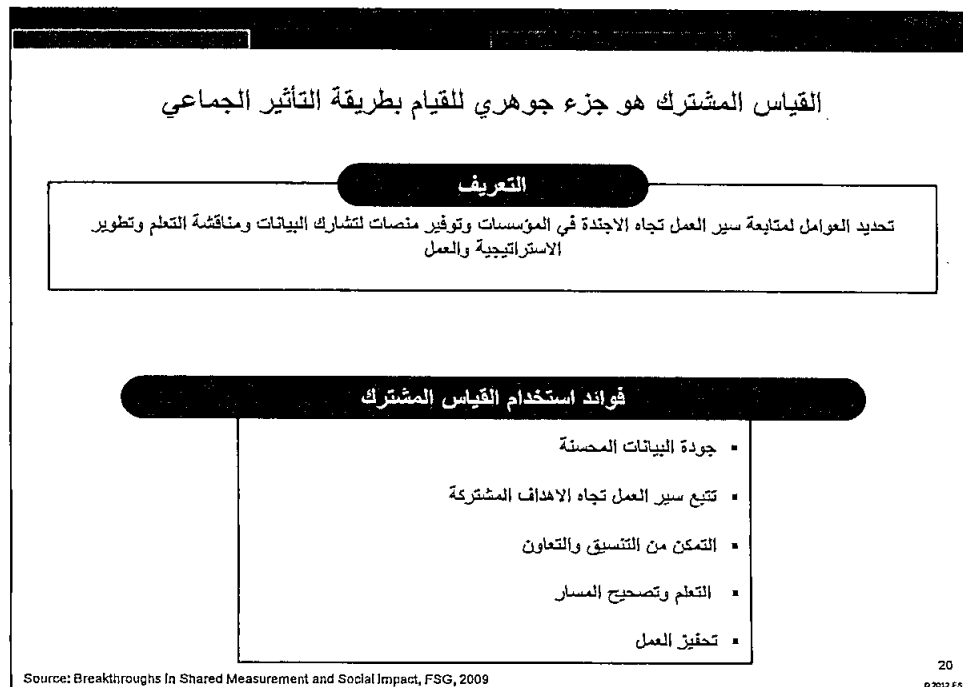 القياس المشترك هو جزء جوهري للقيام بطريقة التأثير الجماعي
التعريف
تحديد العوامل لمتابعة سير العمل تجاه الاجندة في المؤسسات وتوفير منصات لتشارك البيانات ومناقشة التعلم وتطوير
الاستراتيجية والعمل
فوائد استخدام القياس المشترك
▪ جودة البيانات المحسنة
▪ تتبع سير العمل تجاه الاهداف المشتركة
▪ التمكن من التنسيق والتعاون
▪ التعلم وتصحيح المسار
▪ تحفيز العمل
Source: Breakthroughs in Shared Measurement and Social Impact, FSG, 2009
20